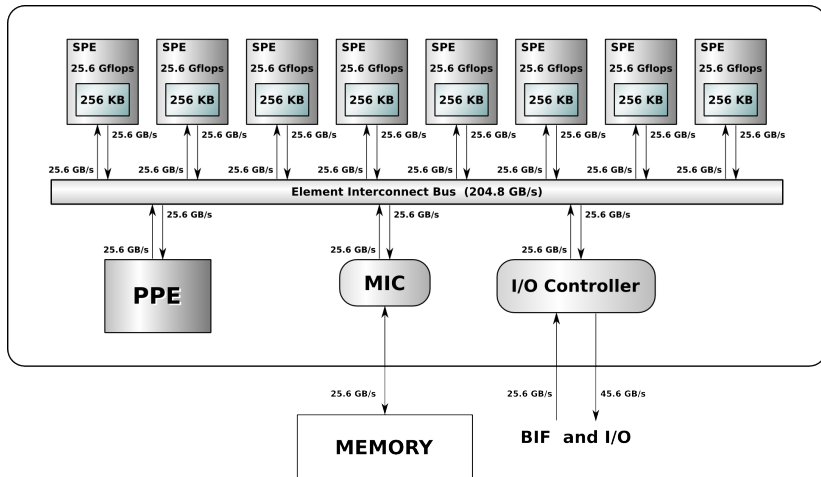 SPE SPE SPE SPE SPE SPE SPE SPE
25.6 Gflops 25.6 Gflops 25.6 Gflops 25.6 Gflops 25.6 Gflops 25.6 Gflops 25.6 Gflops 25.6 Gflops
256 KB 256 KB 256 KB 256 KB 256 KB 256 KB 256 KB 256 KB
25.6 GB/s 25.6 GB/s 25.6 GB/s 25.6 GB/s 25.6 GB/s 25.6 GB/s 25.6 GB/s 25.6 GB/s
25.6 GB/s 25.6 GB/s 25.6 GB/s 25.6 GB/s 25.6 GB/s 25.6 GB/s 25.6 GB/s 25.6 GB/s
Element Interconnect Bus (204.8 GB/s)
25.6 GB/s 25.6 GB/s 25.6 GB/s
25.6 GB/s 25.6 GB/s 25.6 GB/s
PPE MIC I/O Controller
25.6 GB/s 25.6 GB/s 45.6 GB/s
MEMORY BIF and I/O